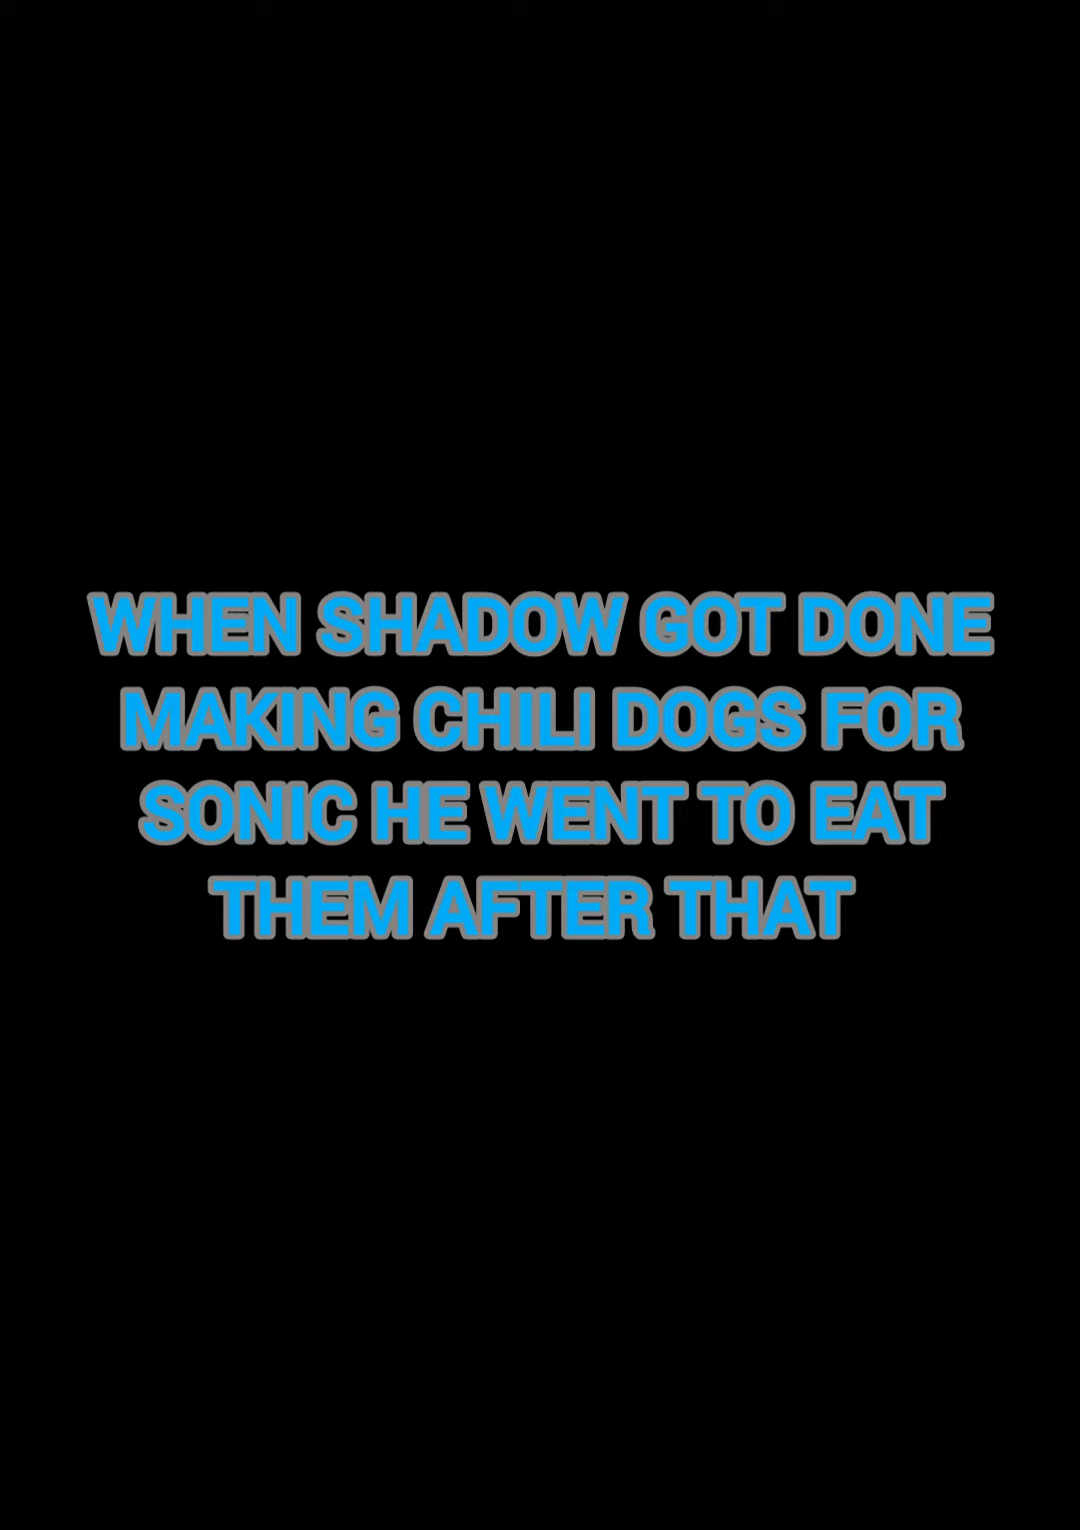 WHEN SHADOW GOT DONE
MAKING CHILI DOGS FOR
SONIC HE WENT TO EAT
THEM AFTER THAT